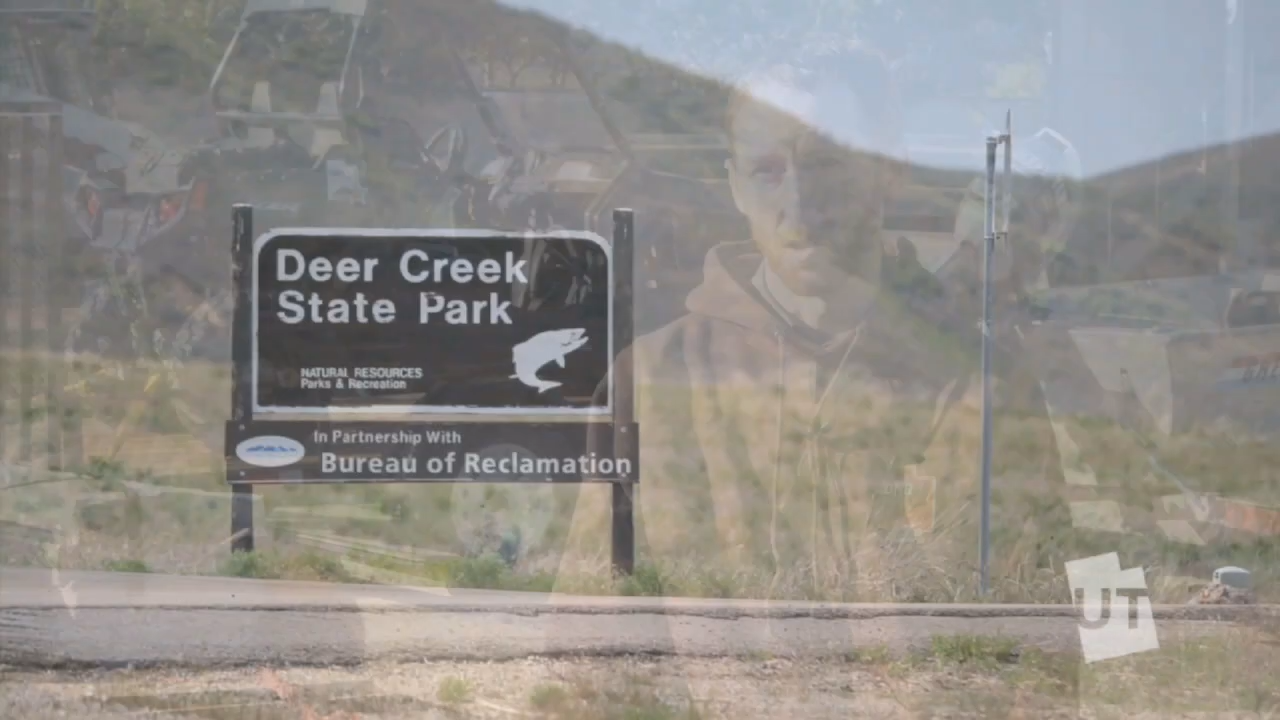 Deer Creek
State Park
NATURAL RESOURCES
Parks & Recreation
In Partnership With
Bureau of Reclamation
UT